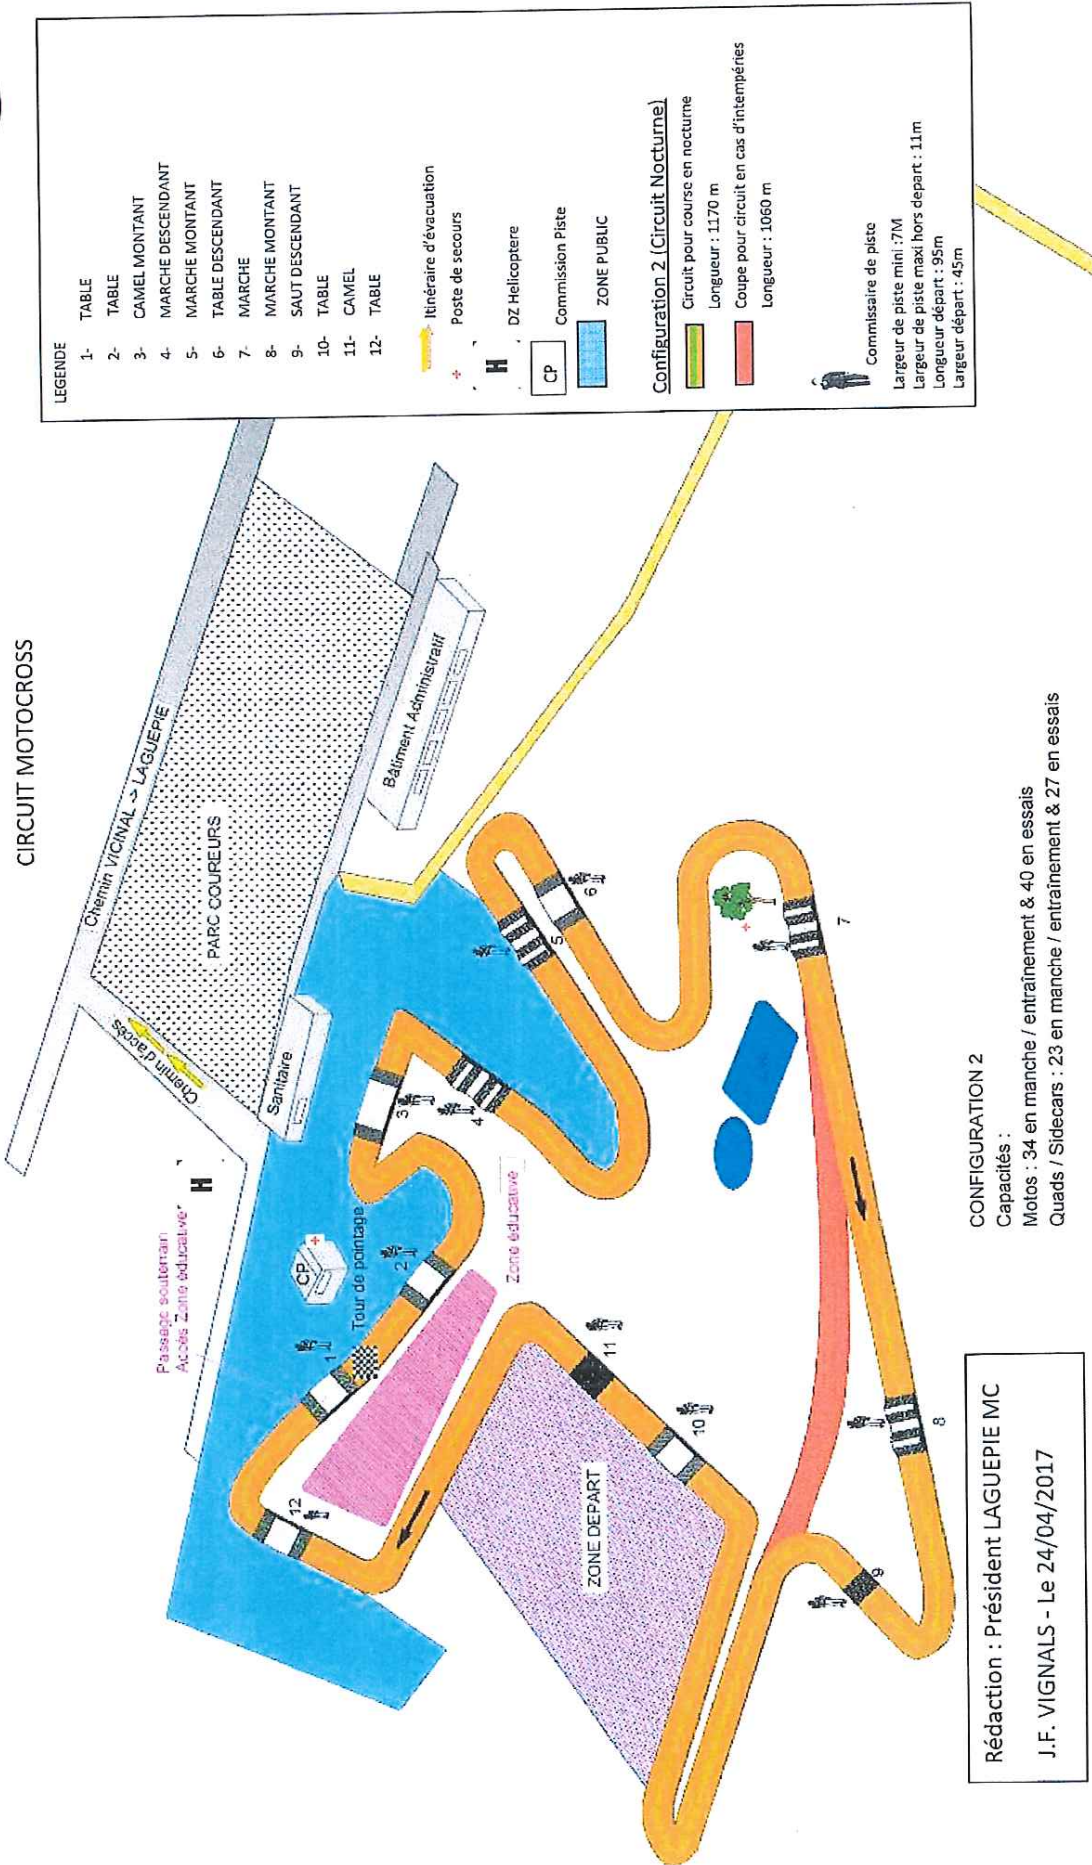 CIRCUIT MOTOCROSS
Chemin VICINAL -> LAGUEPIE
PARC COUREURS
Chemin d'accès
Sanitaire
Bâtiment Administratif
Passage souterrain
Accès Zone éducative
H
CP
Tour de pointage
Zone éducative
ZONE DEPART
1
2
3
4
5
6
7
8
9
10
11
12
LEGENDE
1- TABLE
2- TABLE
3- CAMEL MONTANT
4- MARCHE DESCENDANT
5- MARCHE MONTANT
6- TABLE DESCENDANT
7- MARCHE
8- MARCHE MONTANT
9- SAUT DESCENDANT
10- TABLE
11- CAMEL
12- TABLE
Itinéraire d'évacuation
Poste de secours
H DZ Helicoptere
CP Commission Piste
ZONE PUBLIC
Configuration 2 (Circuit Nocturne)
Circuit pour course en nocturne
Longueur : 1170 m
Coupe pour circuit en cas d'intempéries
Longueur : 1060 m
Commissaire de piste
Largeur de piste mini :7M
Largeur de piste maxi hors depart : 11m
Longueur départ : 95m
Largeur départ : 45m
CONFIGURATION 2
Capacités :
Motos : 34 en manche / entraînement & 40 en essais
Quads / Sidecars : 23 en manche / entraînement & 27 en essais
Rédaction : Président LAGUEPIE MC
J.F. VIGNALS - Le 24/04/2017